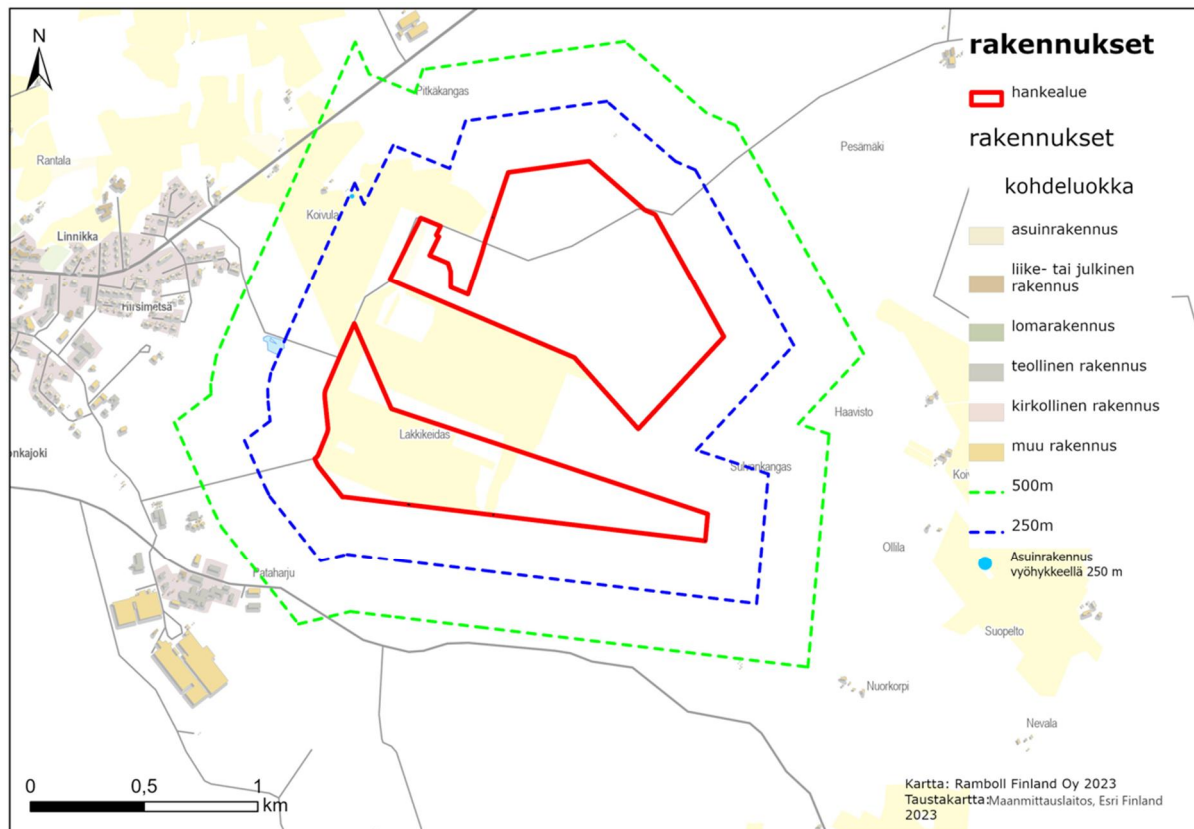 N
rakennukset
hankealue
rakennukset
kohdeluokka
asuinrakennus
liike- tai julkinen
rakennus
lomarakennus
teollinen rakennus
kirkollinen rakennus
muu rakennus
500m
250m
Asuinrakennus
vyöhykkeellä 250 m
Pitkäkangas
Pesämäki
Rantala
Koivula
Linnikka
Hirsimetsä
Haavisto
Lakkikeidas
onkajoki
Koi
Ollila
Pataharju
Suopelto
Nuorkorpi
Nevala
0
0,5
1
km
Kartta: Ramboll Finland Oy 2023
Taustakartta:Maanmittauslaitos, Esri Finland
2023